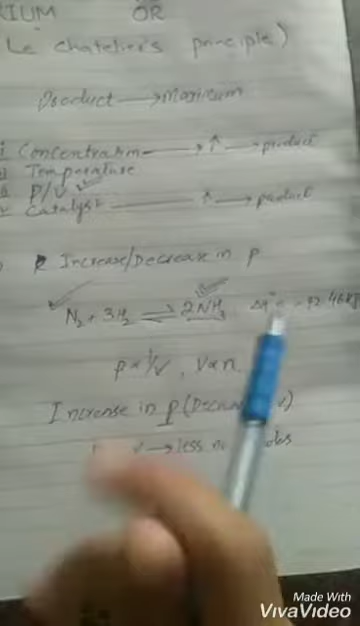 RIUM OR
(Le chatelier's principle)
Product → Maximum
Concentration → ↑ → product
Temperature
P/V
Catalyst → ↑ → product
Increase/Decrease in P
N₂ + 3H₂ ⇌ 2NH₃
P ∝ 1/V , V ∝ n
Increase in P (Decrease
V → less
Made With
VivaVideo